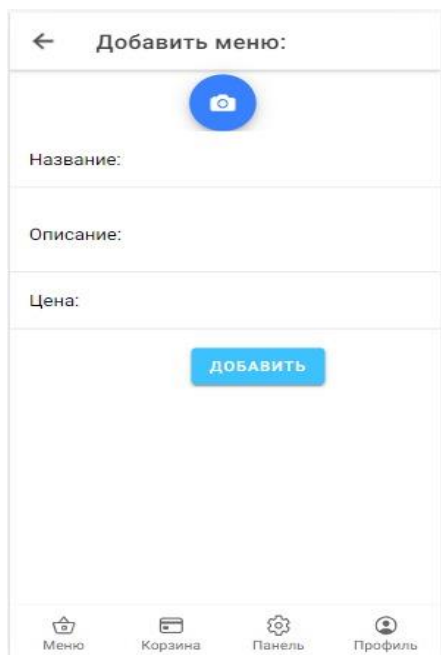 Добавить меню:
Название:
Описание:
Цена:
ДОБАВИТЬ
Меню Корзина Панель Профиль